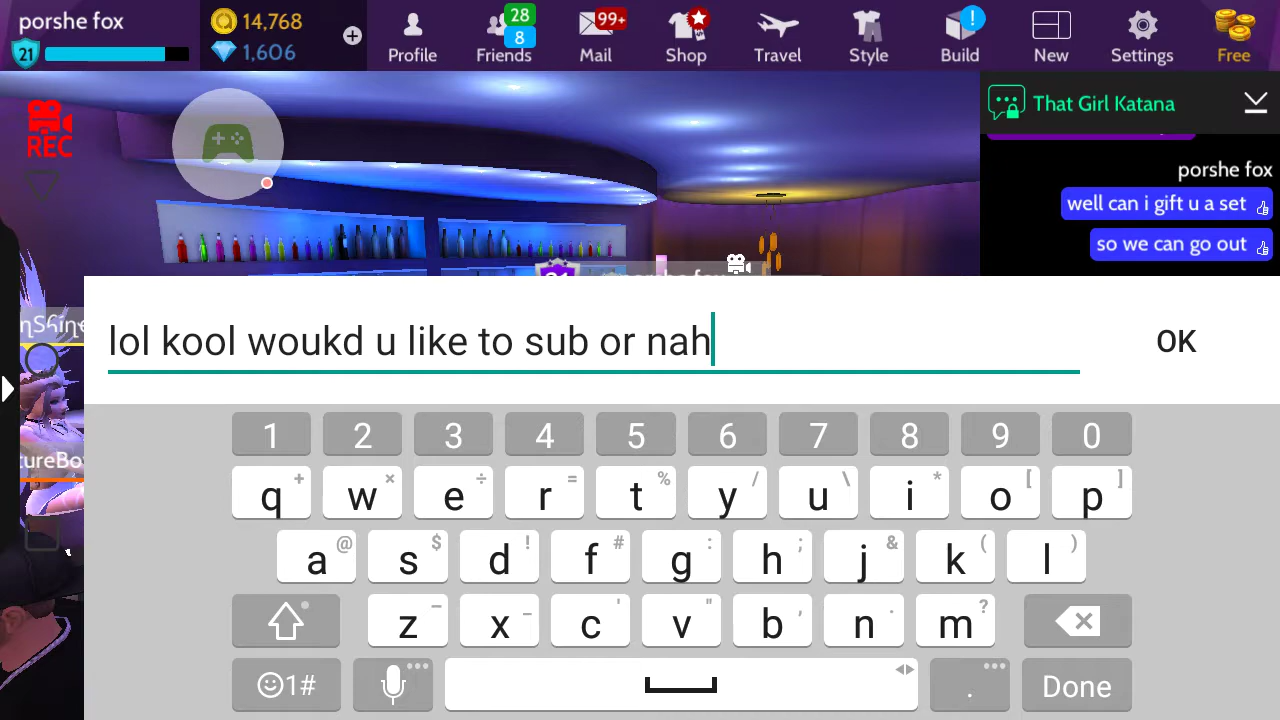 porshe fox
21
14,768
1,606
Profile
28
8
Friends
99+
Mail
Shop
Travel
Style
!
Build
New
Settings
Free
REC
That Girl Katana
porshe fox
well can i gift u a set
so we can go out
lol kool woukd u like to sub or nah
OK
1 2 3 4 5 6 7 8 9 0
q + w × e ÷ r = t % y / u \ i * o [ p ]
a @ s $ d ! f # g : h ; j & k ( l )
z - x _ c ' v " b , n . m ?
1# . Done